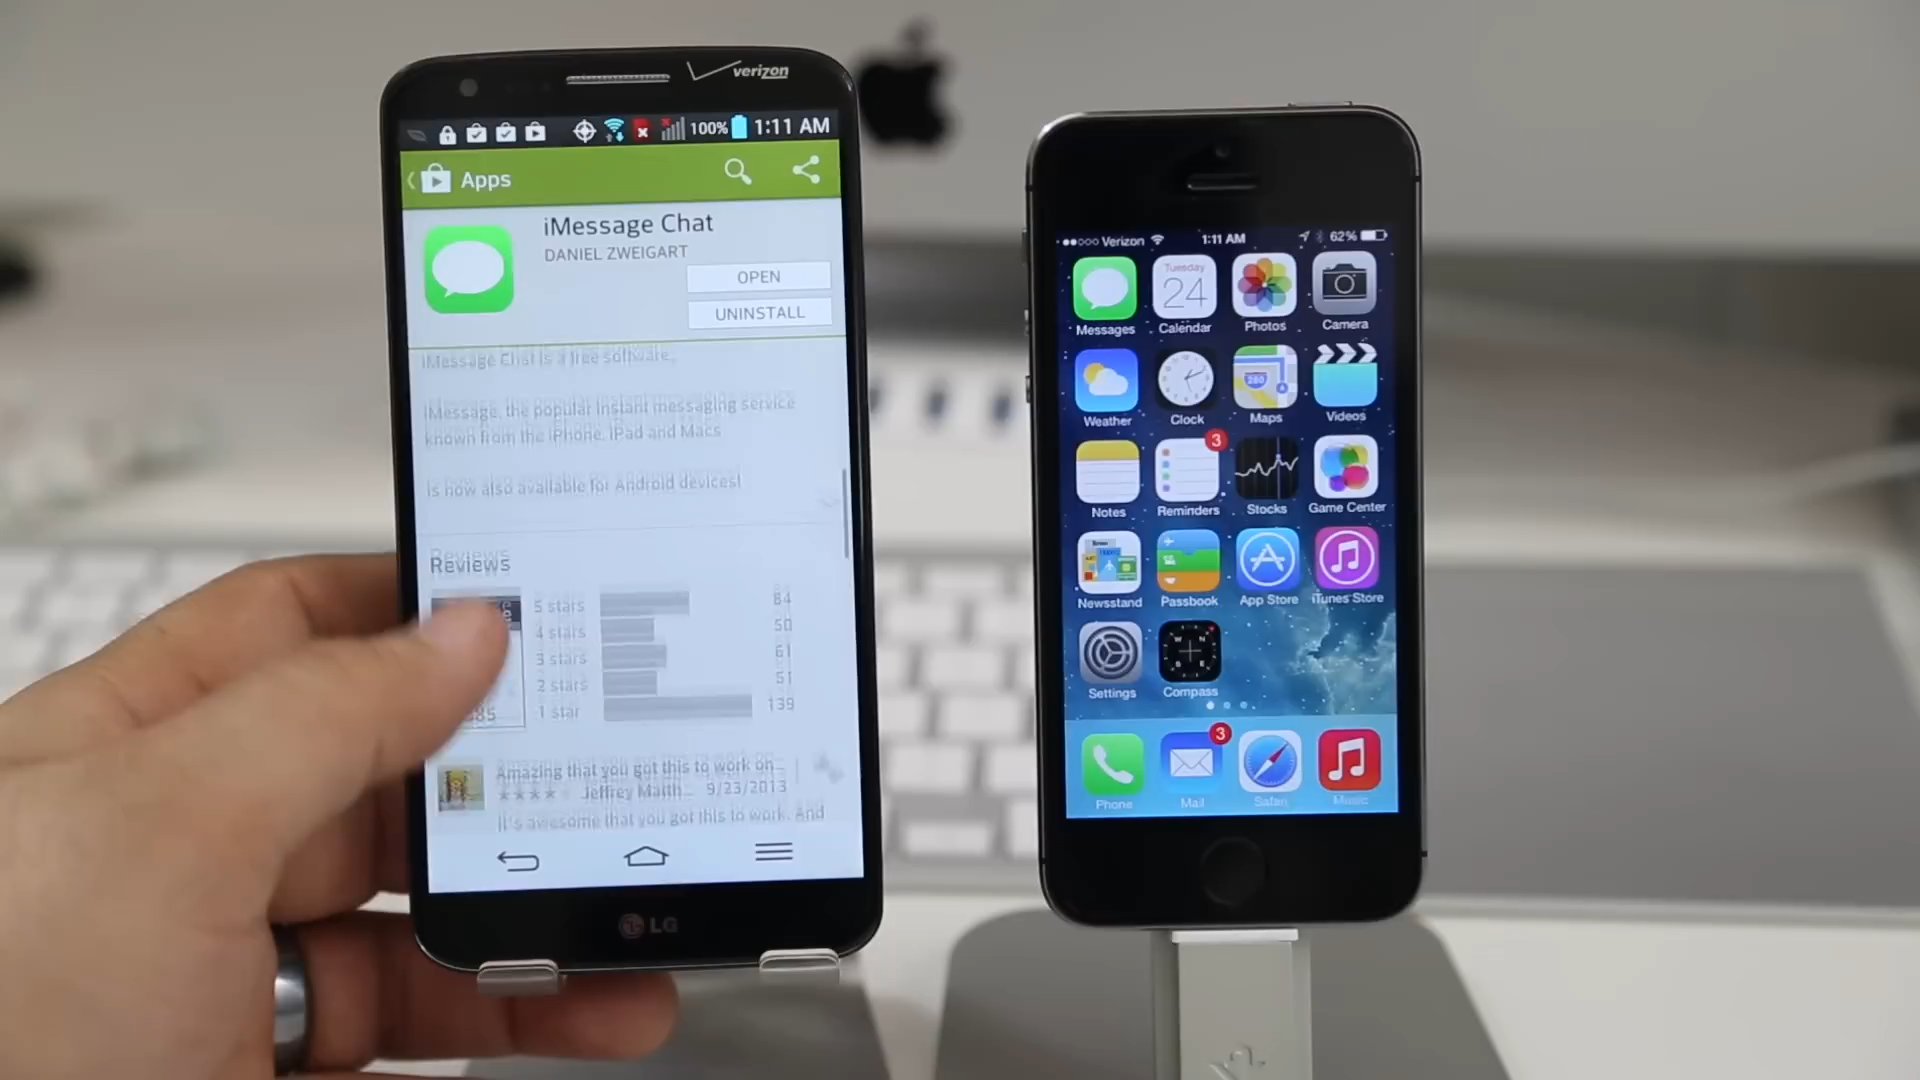 verizon
100% 1:11 AM
Apps
iMessage Chat
DANIEL ZWEIGART
OPEN
UNINSTALL
iMessage Chat is a free software.
iMessage, the popular instant messaging service
known from the iPhone, iPad and Macs
is now also available for Android devices!
Reviews
5 stars 84
4 stars 50
3 stars 61
2 stars 51
1 star 139
Amazing that you got this to work on...
Jeffrey Maith... 9/23/2013
It's awesome that you got this to work. And
LG
Verizon 1:11 AM 62%
Tuesday
24
Messages Calendar Photos Camera
280
Weather Clock Maps Videos
3
Notes Reminders Stocks Game Center
Newsstand Passbook App Store iTunes Store
N
W E
S
Settings Compass
3
Phone Mail Safari Music